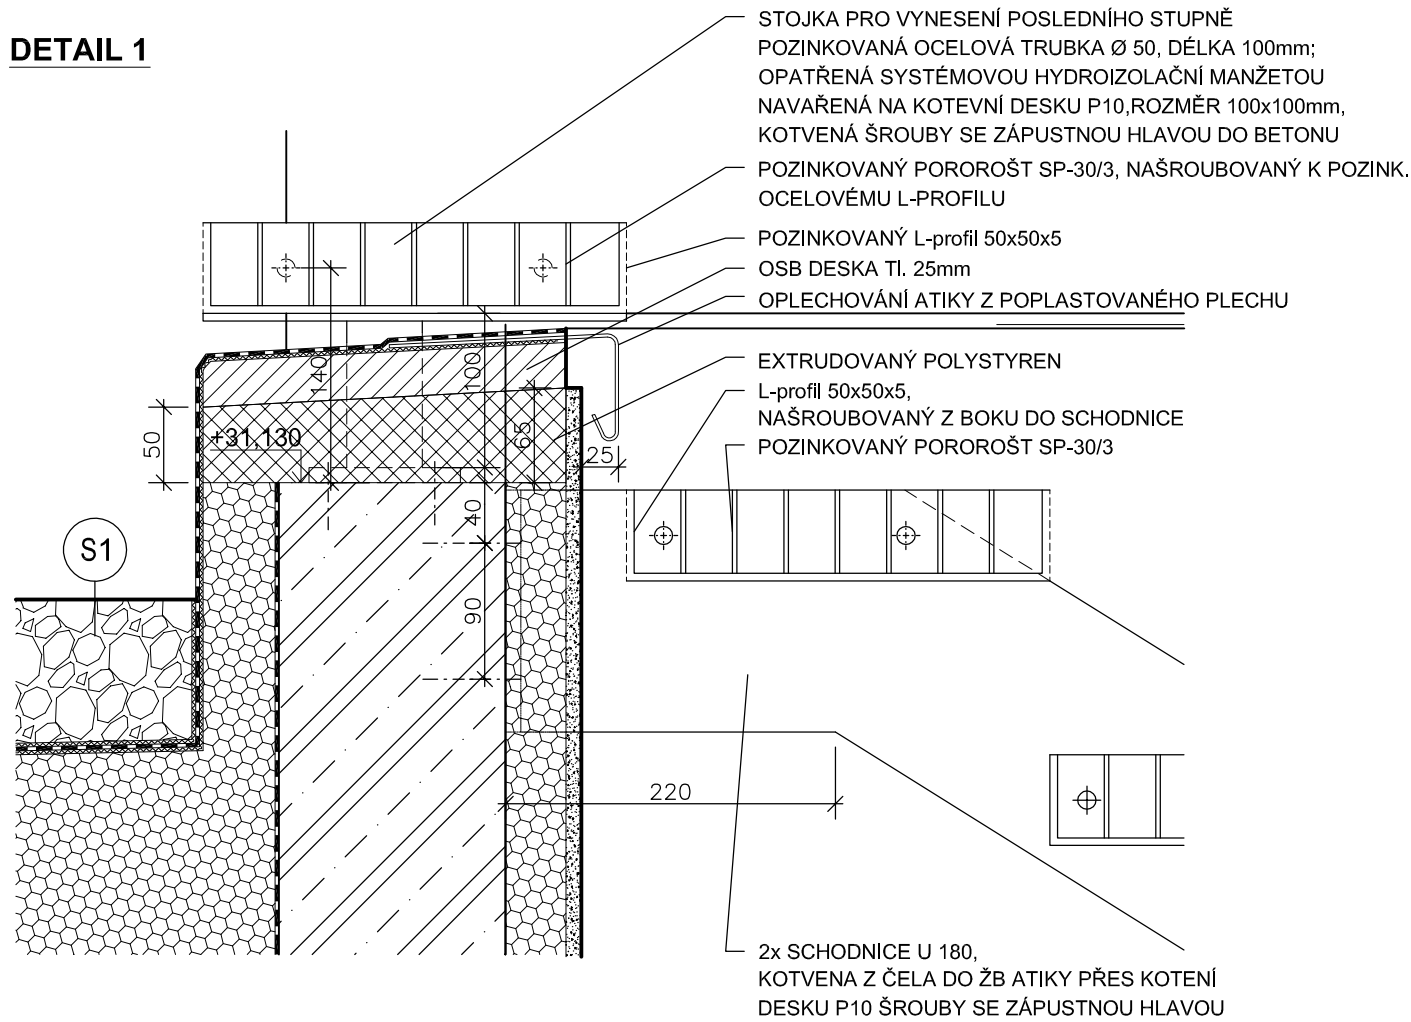 DETAIL 1
STOJKA PRO VYNESENÍ POSLEDNÍHO STUPNĚ
POZINKOVANÁ OCELOVÁ TRUBKA Ø 50, DÉLKA 100mm;
OPATŘENÁ SYSTÉMOVOU HYDROIZOLAČNÍ MANŽETOU
NAVAŘENÁ NA KOTEVNÍ DESKU P10,ROZMĚR 100x100mm,
KOTVENÁ ŠROUBY SE ZÁPUSTNOU HLAVOU DO BETONU
POZINKOVANÝ POROROŠT SP-30/3, NAŠROUBOVANÝ K POZINK.
OCELOVÉMU L-PROFILU
POZINKOVANÝ L-profil 50x50x5
OSB DESKA Tl. 25mm
OPLECHOVÁNÍ ATIKY Z POPLASTOVANÉHO PLECHU
EXTRUDOVANÝ POLYSTYREN
L-profil 50x50x5,
NAŠROUBOVANÝ Z BOKU DO SCHODNICE
POZINKOVANÝ POROROŠT SP-30/3
140
100
50
+31,130
65
25
40
S1
90
220
2x SCHODNICE U 180,
KOTVENA Z ČELA DO ŽB ATIKY PŘES KOTENÍ
DESKU P10 ŠROUBY SE ZÁPUSTNOU HLAVOU